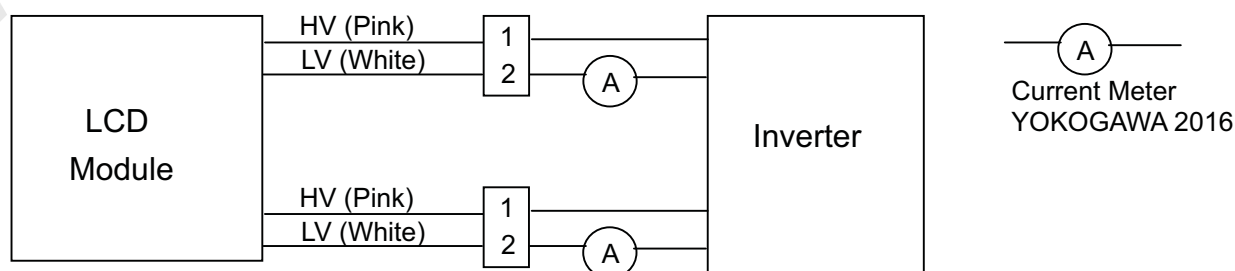 HV (Pink)
1
LV (White)
2
A
LCD
Module
HV (Pink)
1
LV (White)
2
A
Inverter
A
Current Meter
YOKOGAWA 2016